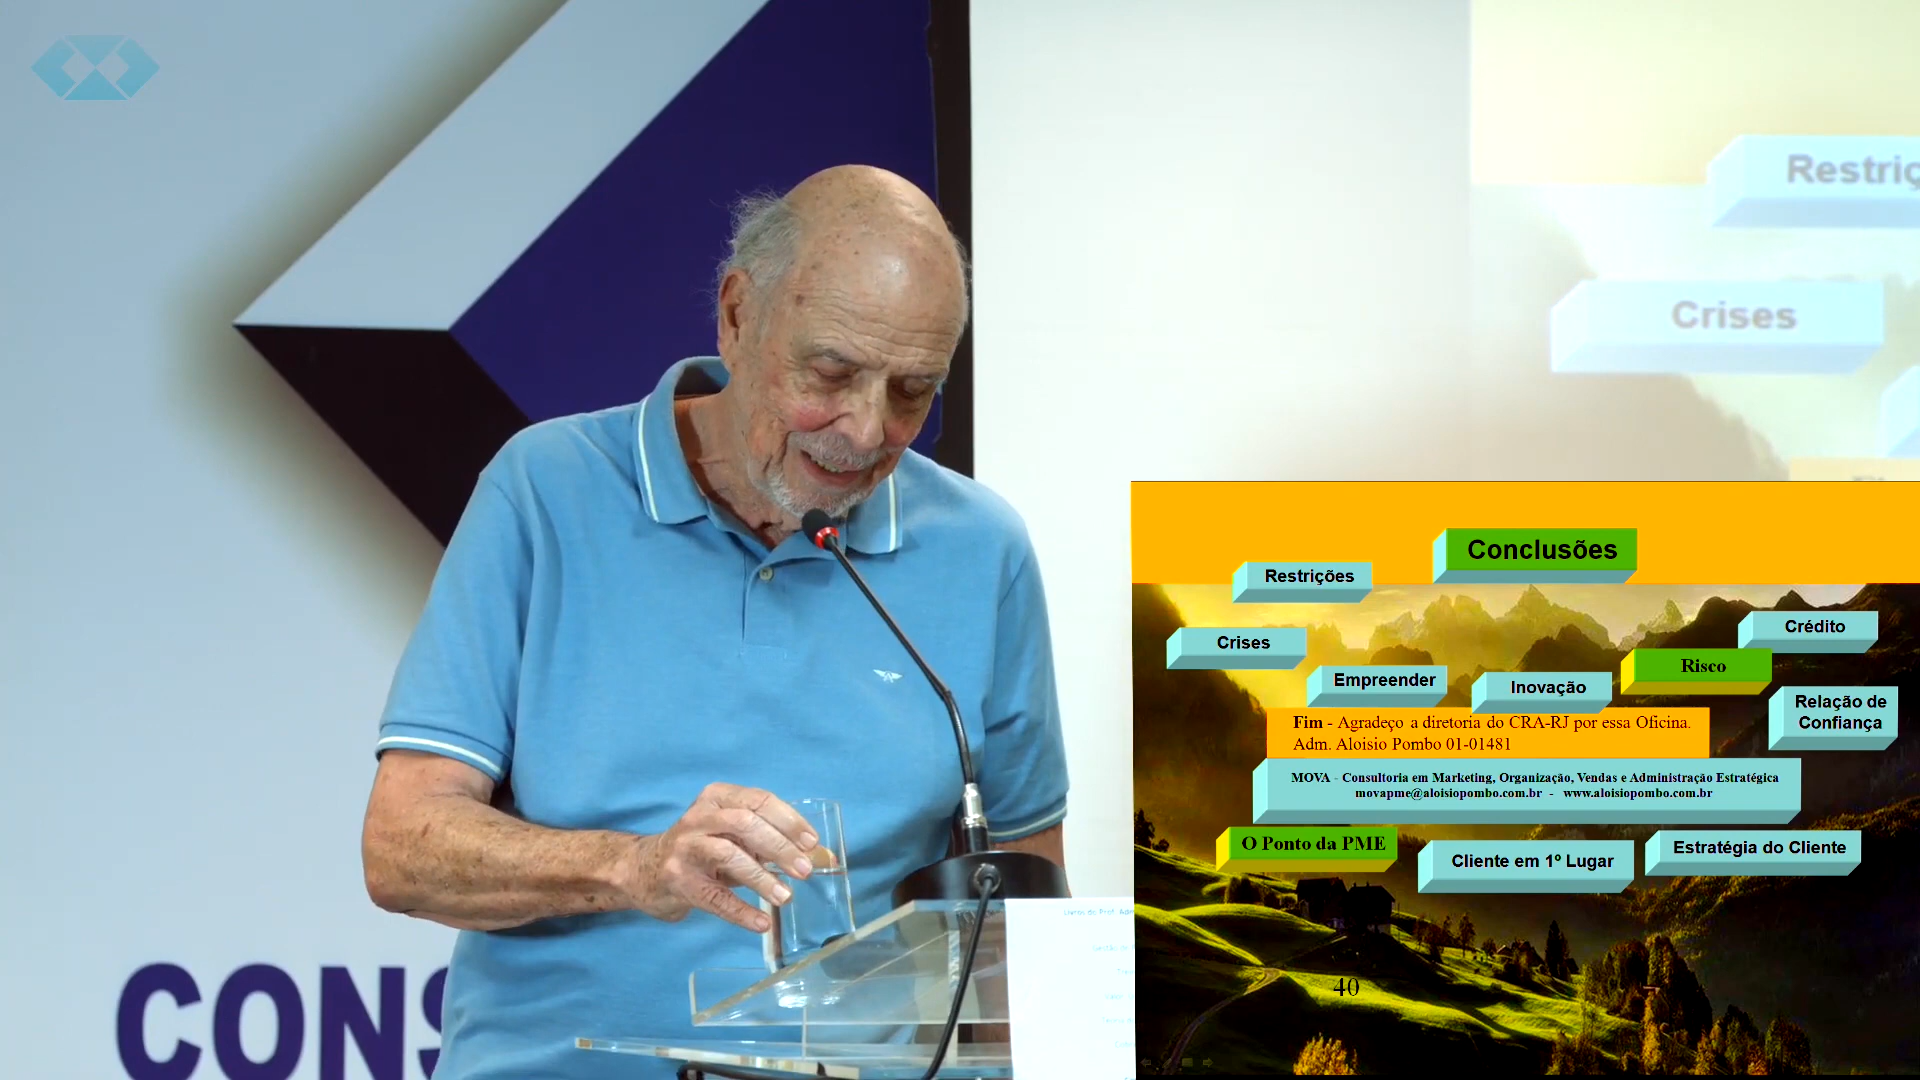 Restriç
Crises
CONS
Conclusões
Restrições
Crédito
Crises
Risco
Empreender
Inovação
Relação de
Confiança
Fim - Agradeço a diretoria do CRA-RJ por essa Oficina.
Adm. Aloisio Pombo 01-01481
MOVA - Consultoria em Marketing, Organização, Vendas e Administração Estratégica
movapme@aloisiopombo.com.br - www.aloisiopombo.com.br
O Ponto da PME
Cliente em 1º Lugar
Estratégia do Cliente
40